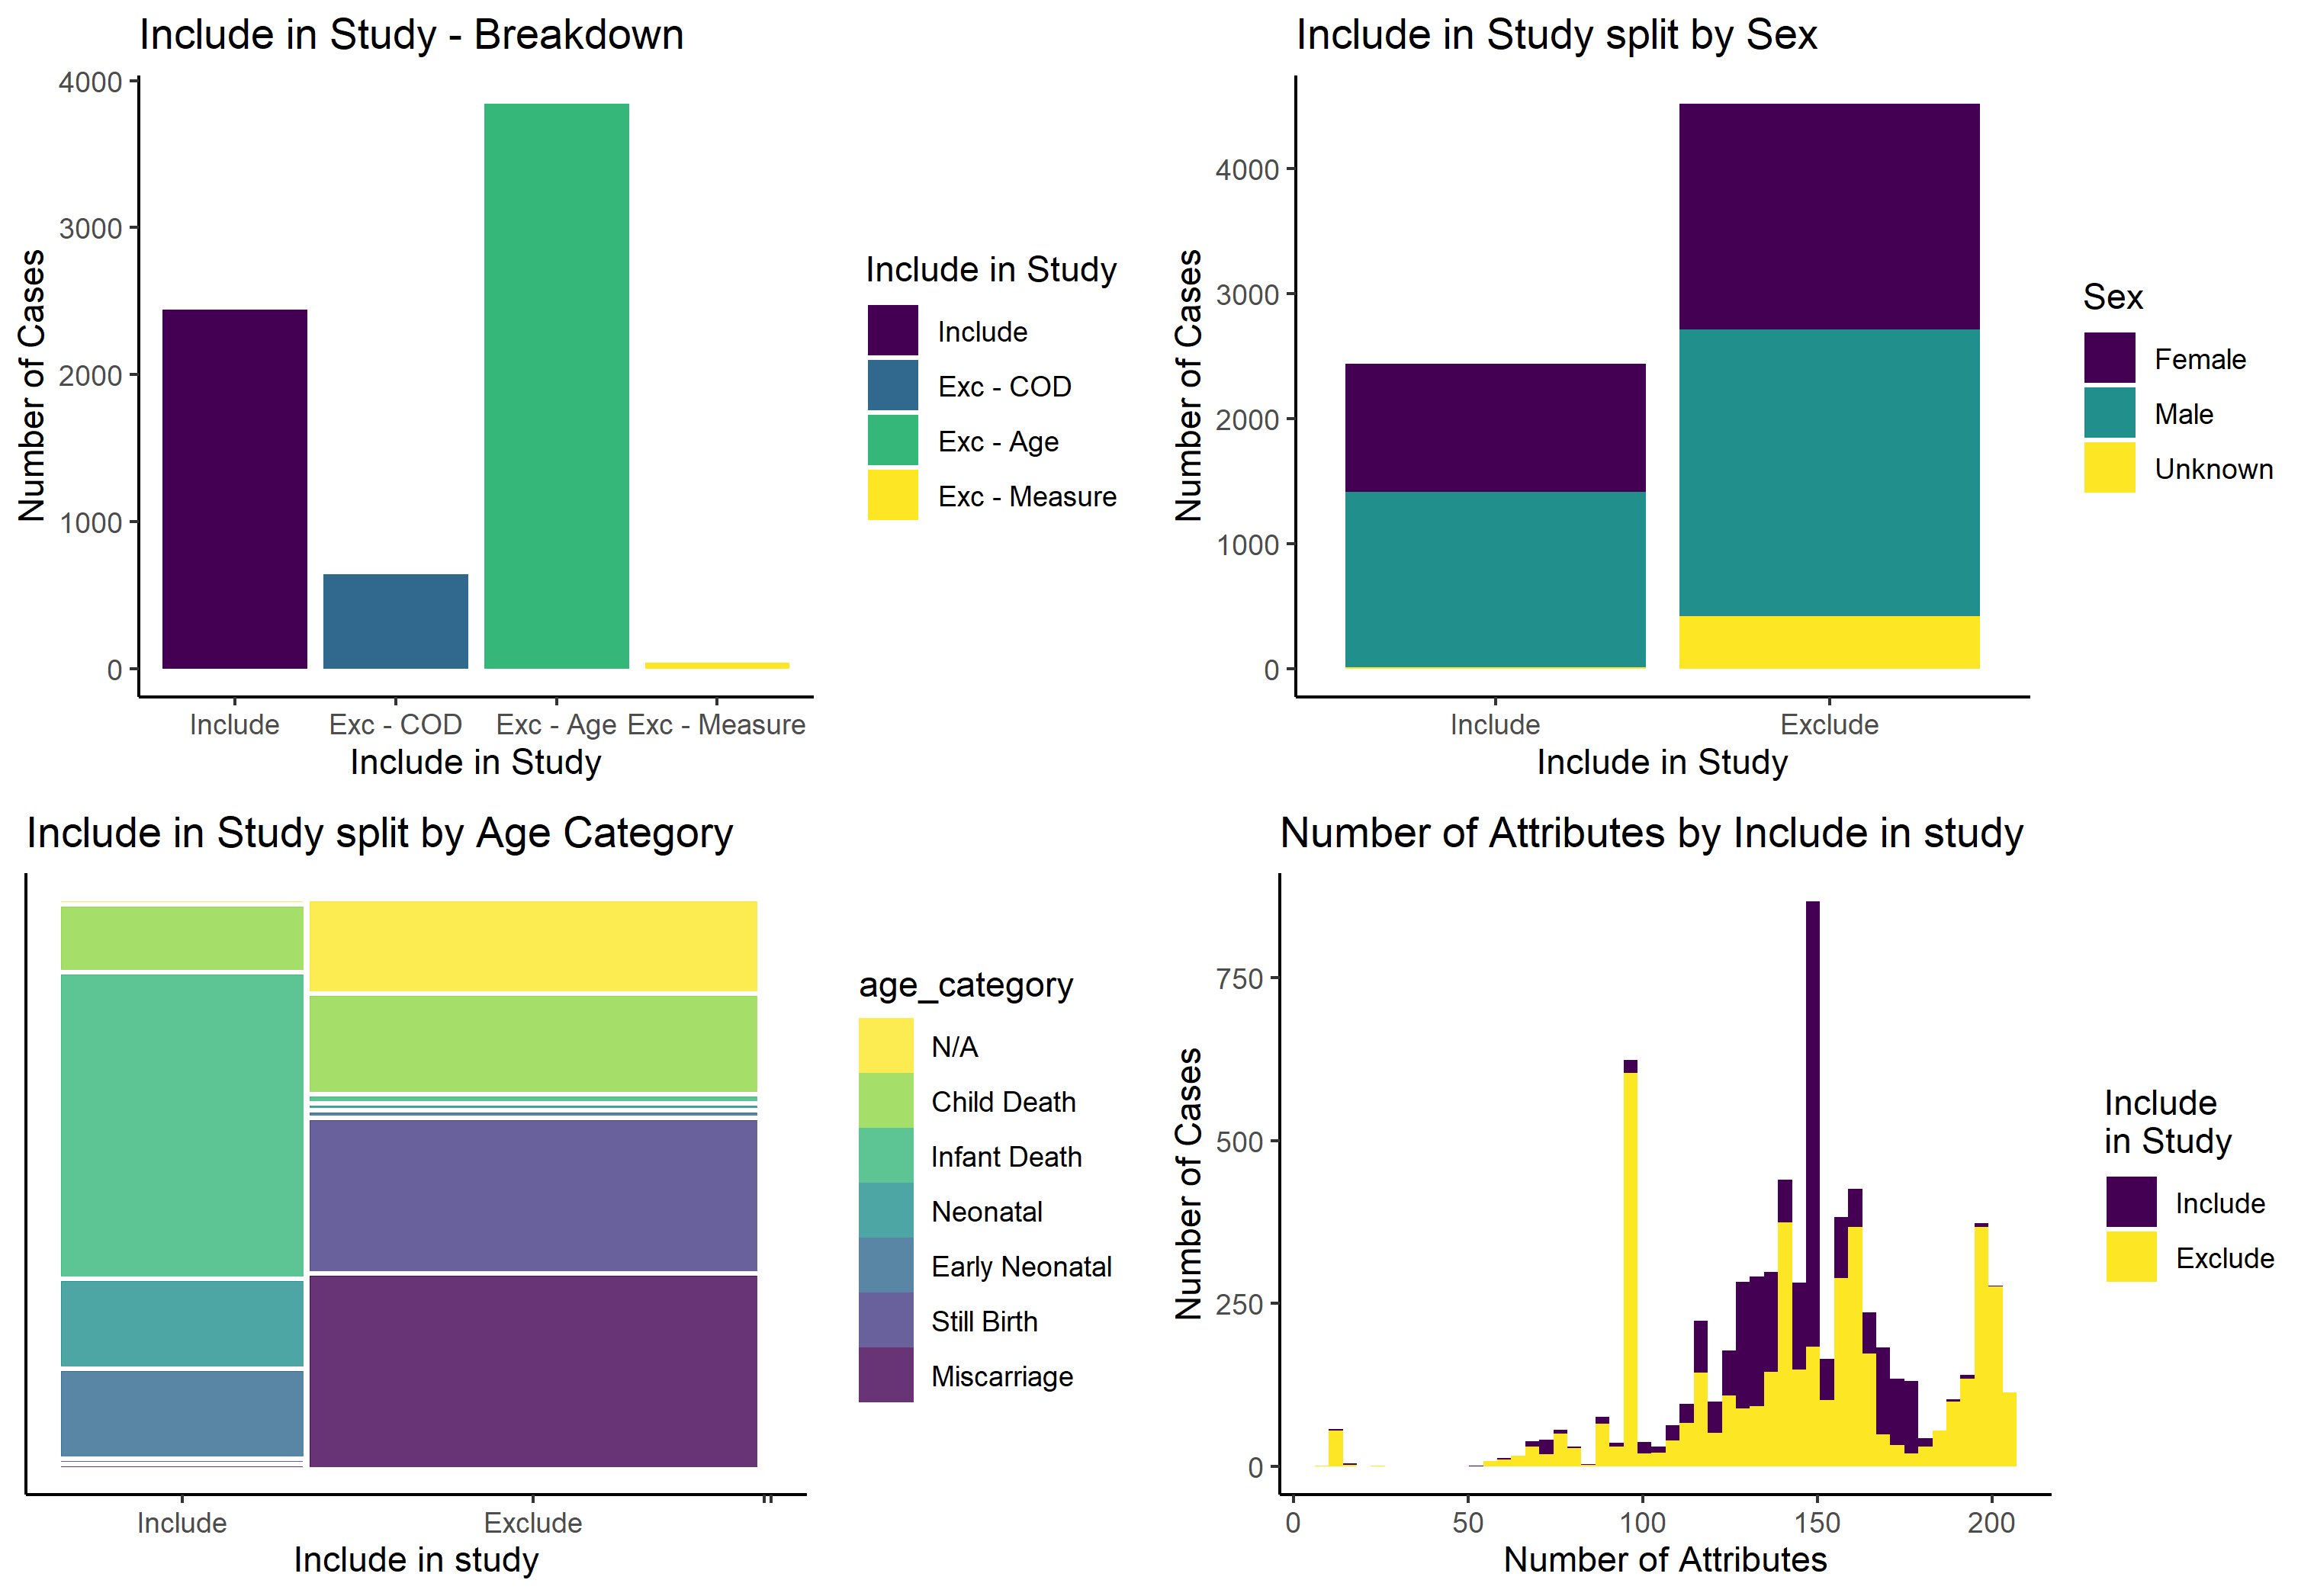 Include in Study - Breakdown
4000
3000
2000
1000
0
Number of Cases
Include
Exc - COD
Exc - Age
Exc - Measure
Include in Study
Include in Study
Include
Exc - COD
Exc - Age
Exc - Measure
Include in Study split by Sex
4000
3000
2000
1000
0
Number of Cases
Include
Exclude
Include in Study
Sex
Female
Male
Unknown
Include in Study split by Age Category
Include
Exclude
Include in study
age_category
N/A
Child Death
Infant Death
Neonatal
Early Neonatal
Still Birth
Miscarriage
Number of Attributes by Include in study
750
500
250
0
Number of Cases
0
50
100
150
200
Number of Attributes
Include
in Study
Include
Exclude